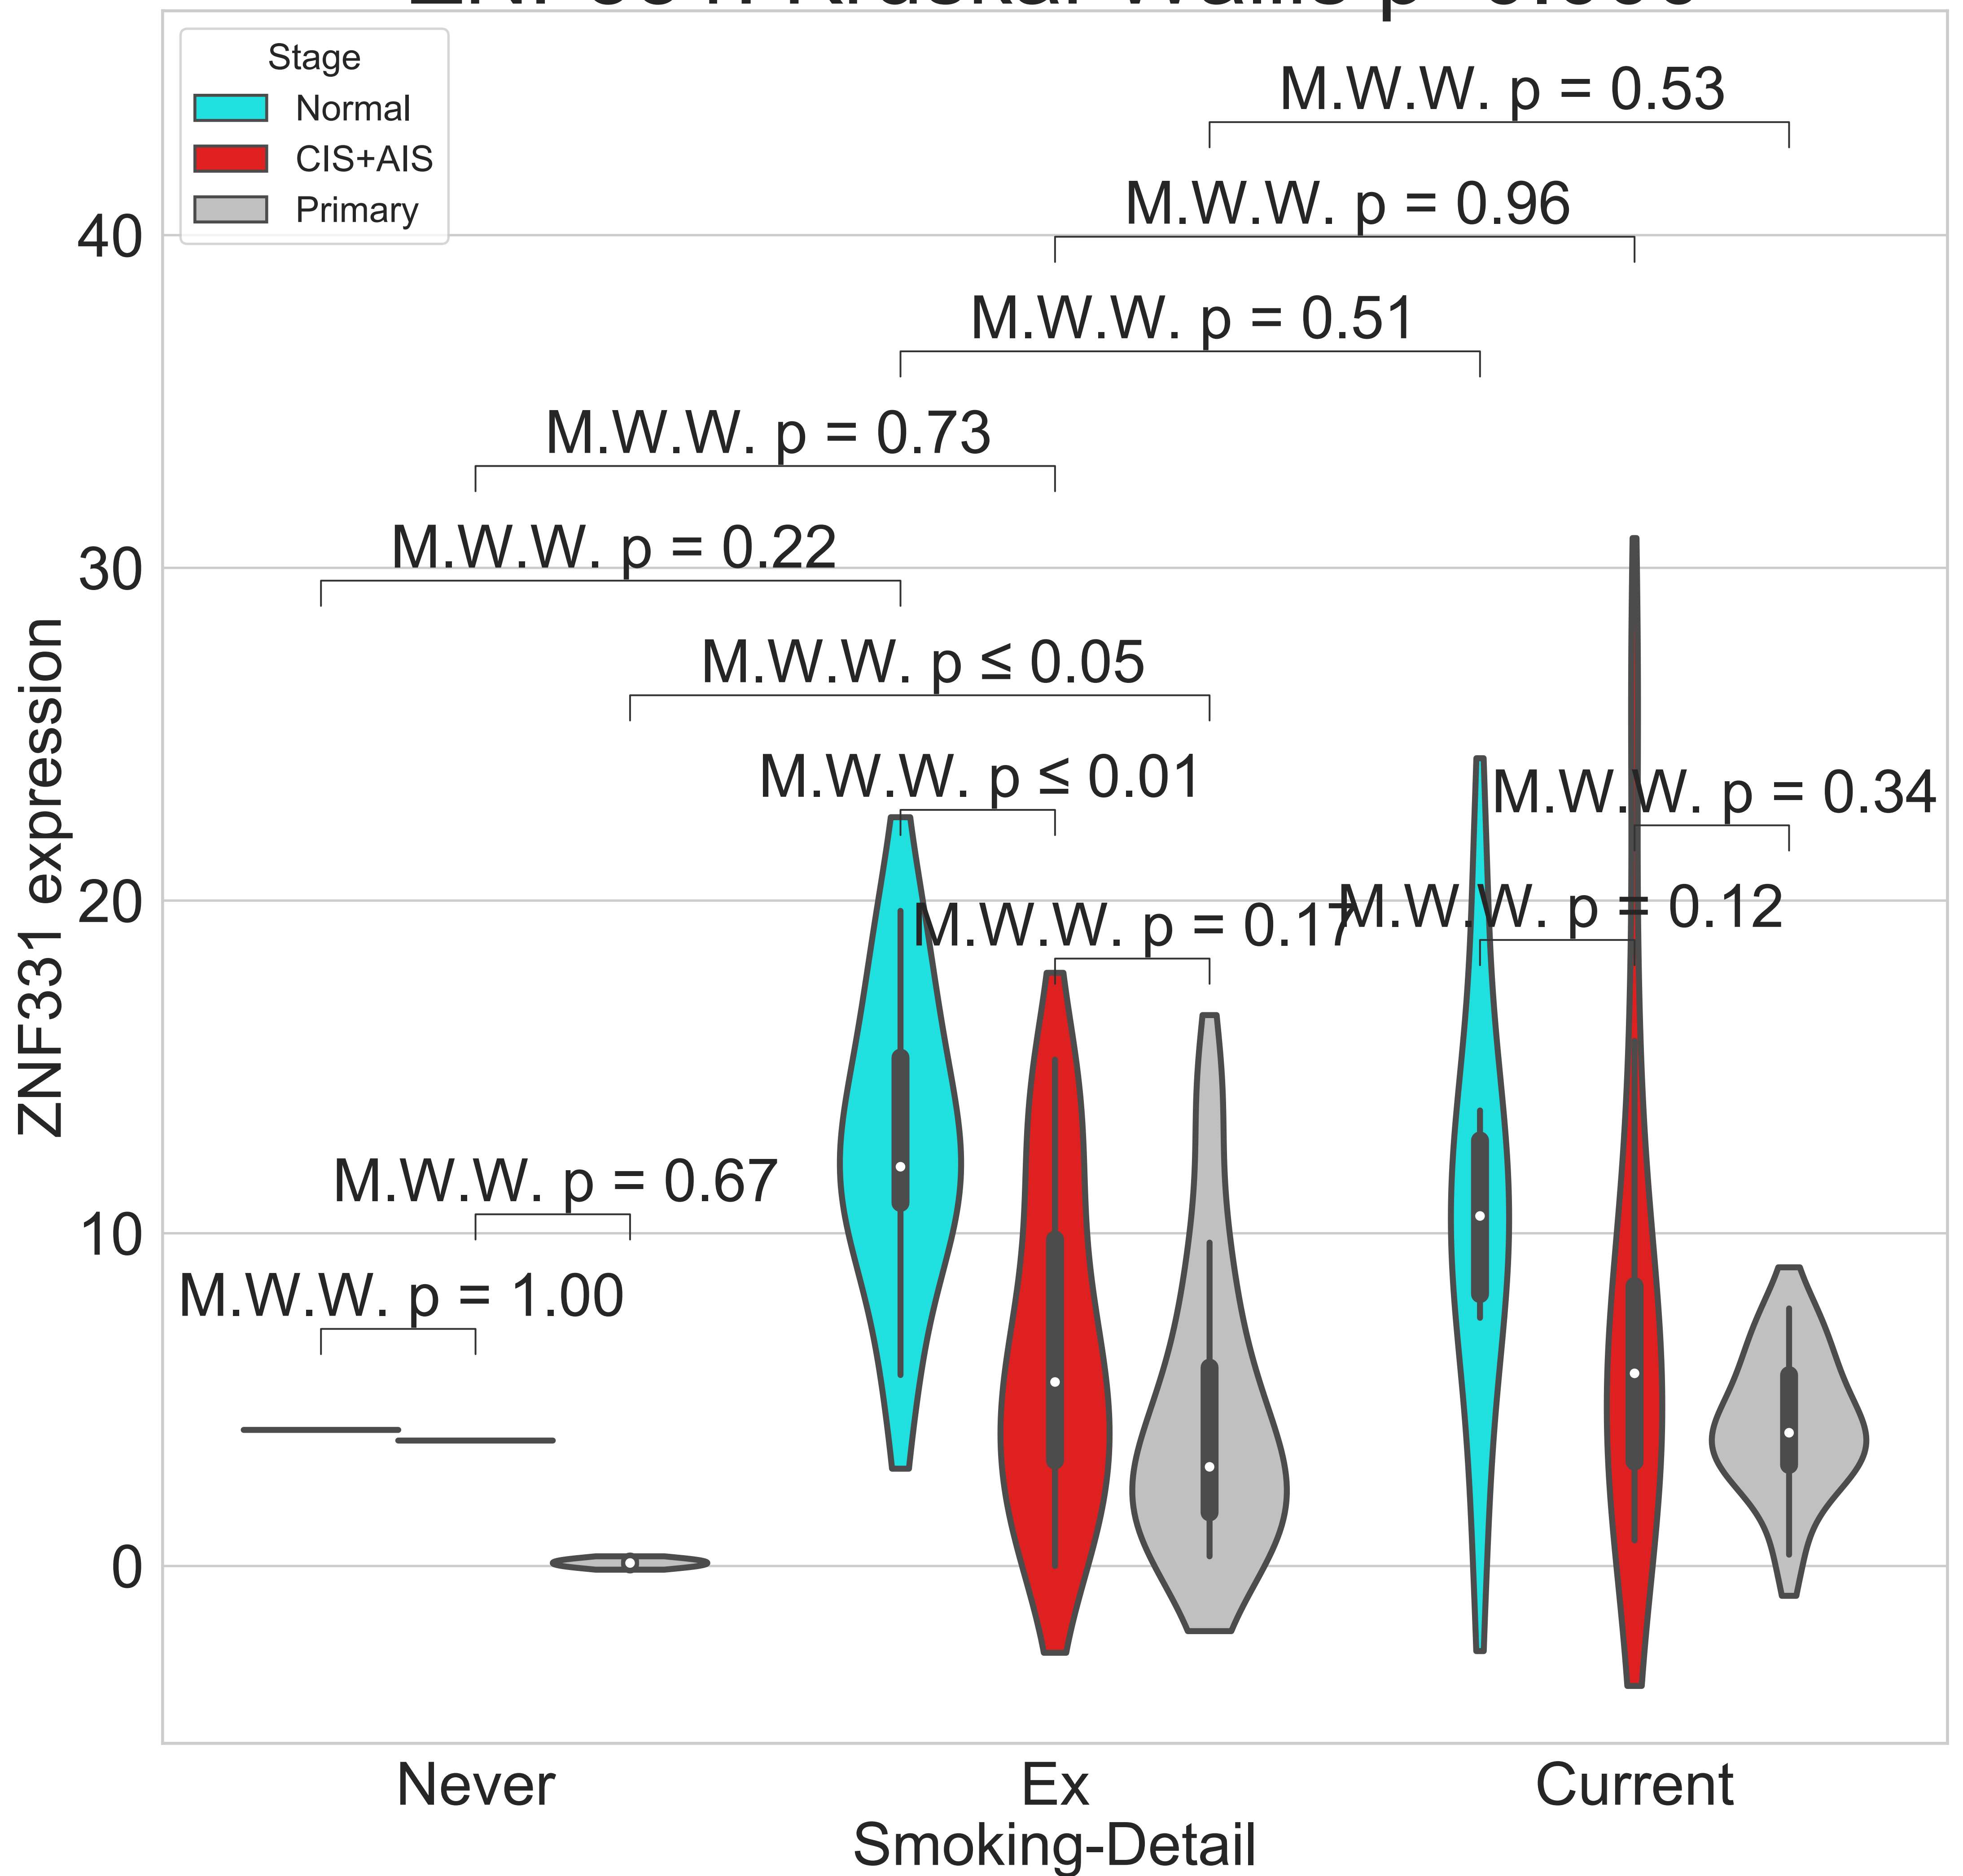 Stage
Normal
CIS+AIS
Primary
M.W.W. p = 0.53
M.W.W. p = 0.96
M.W.W. p = 0.51
M.W.W. p = 0.73
M.W.W. p = 0.22
M.W.W. p ≤ 0.05
M.W.W. p ≤ 0.01
M.W.W. p = 0.34
M.W.W. p = 0.17
M.W.W. p = 0.12
M.W.W. p = 0.67
M.W.W. p = 1.00
40
30
20
10
0
ZNF331 expression
Never
Ex
Current
Smoking-Detail